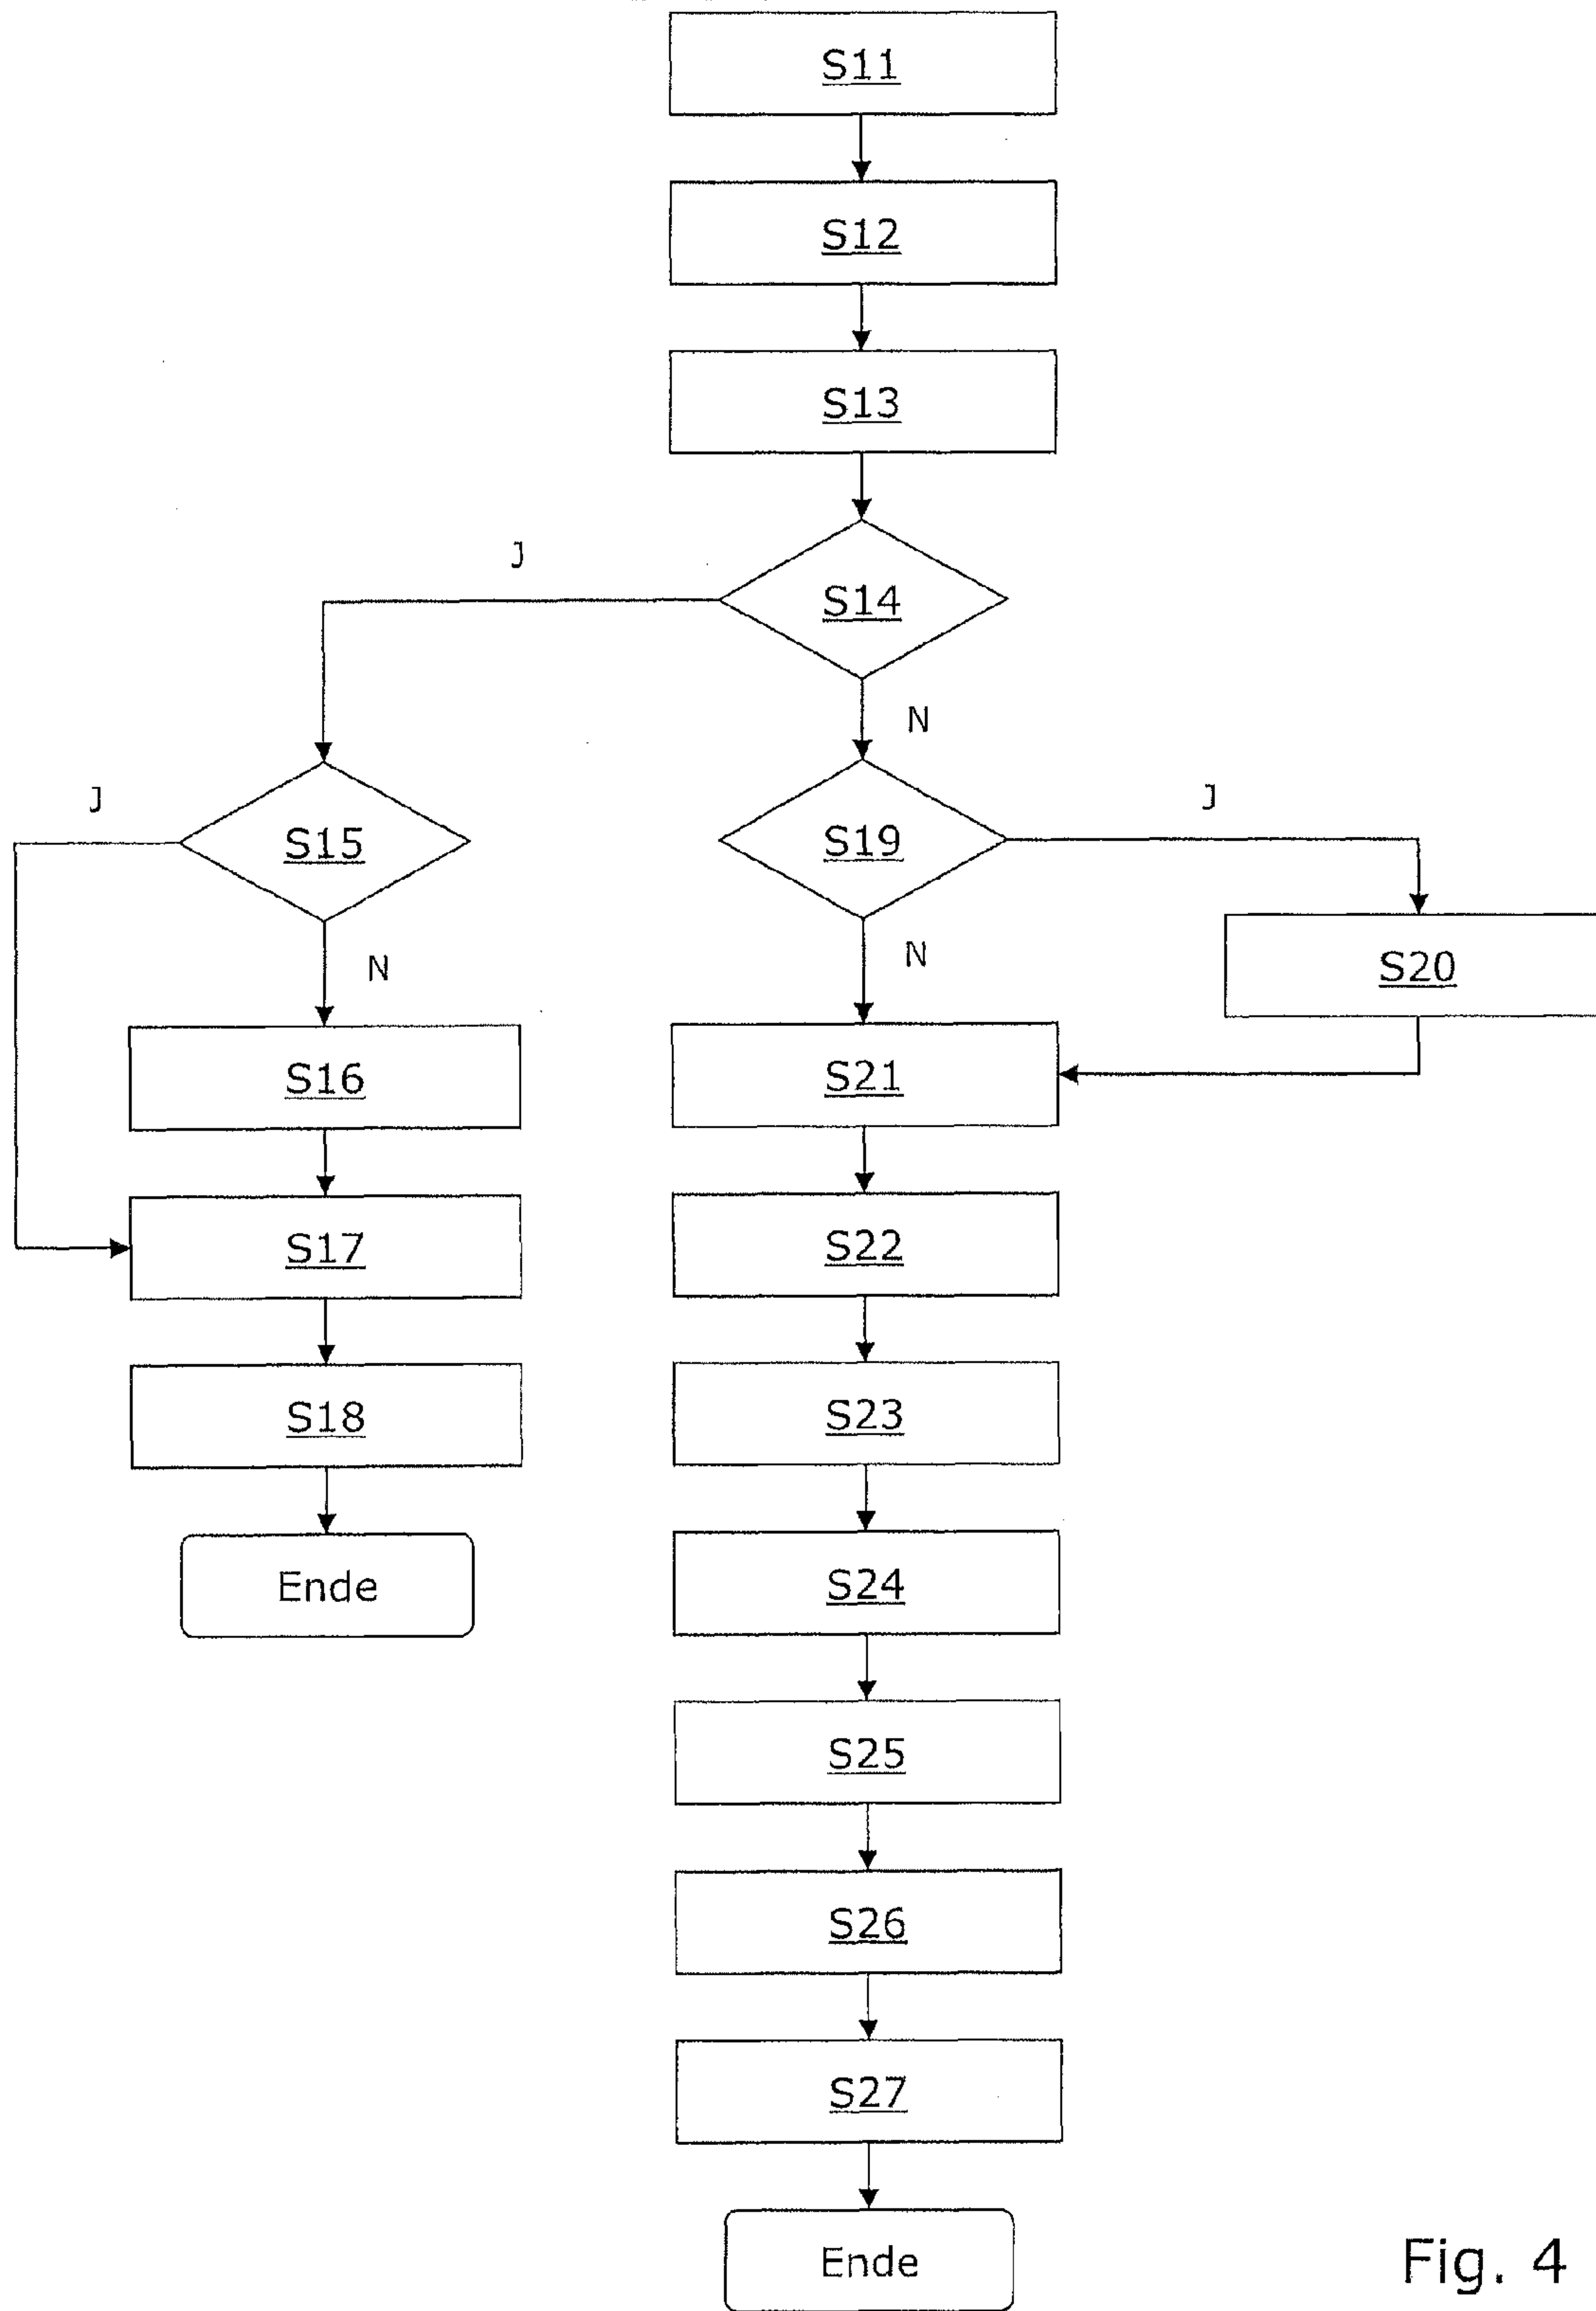 S11
S12
S13
J
S14
N
J
S15
S19
J
N
N
S20
S16
S21
S17
S22
S18
S23
Ende
S24
S25
S26
S27
Ende
Fig. 4